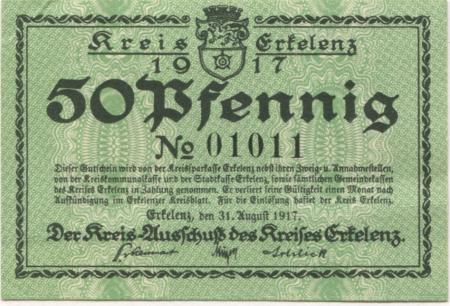 Kreis Erkelenz
1917
50 Pfennig
No 01011
Dieser Gutschein wird von der Kreissparkasse Erkelenz nebst ihren Zweig- u. Annahmestellen,
von der Kreiskommunalkasse und der Stadtkasse Erkelenz, sowie sämtlichen Gemeindekassen
des Kreises Erkelenz in Zahlung genommen. Er verliert seine Gültigkeit einen Monat nach
Aufkündigung im Erkelenzer Kreisblatt. Für die Einlösung haftet der Kreis Erkelenz.
Erkelenz, den 31. August 1917.
Der Kreis-Ausschuß des Kreises Erkelenz.